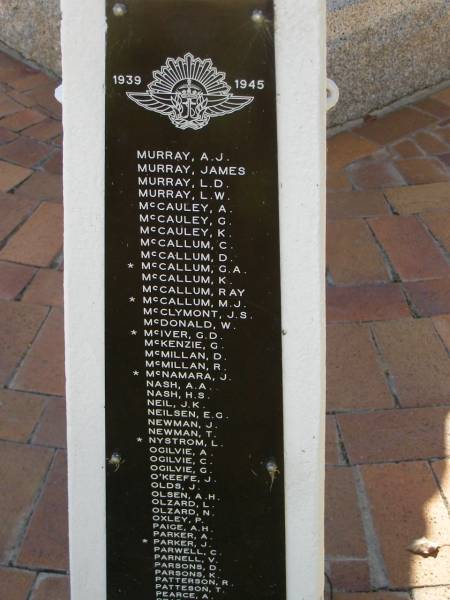 1939 1945
MURRAY, A.J.
MURRAY, JAMES
MURRAY, L.D.
MURRAY, L.W.
McCAULEY, A.
McCAULEY, G.
McCAULEY, K.
McCALLUM, C.
McCALLUM, D.
* McCALLUM, G.A.
McCALLUM, K.
McCALLUM, RAY
* McCALLUM, M.J.
McCLYMONT, J.S.
McDONALD, W.
* McIVER, G.D.
McKENZIE, G.
McMILLAN, D.
McMILLAN, R.
* McNAMARA, J.
NASH, A.A.
NASH, H.S.
NEIL, J.K.
NEILSEN, E.G.
NEWMAN, J.
NEWMAN, T.
* NYSTROM, L.
OGILVIE, A.
OGILVIE, C.
OGILVIE, G.
O'KEEFE, J.
OLDS, J.
OLSEN, A.H.
OLZARD, L.
OLZARD, N.
OXLEY, P.
PAIGE, A.H.
PARKER, A.
* PARKER, J.
PARWELL, C.
PARNELL, V.
PARSONS, D.
PARSONS, K.
PATTERSON, R.
PATTESON, T.
PEARCE, A.